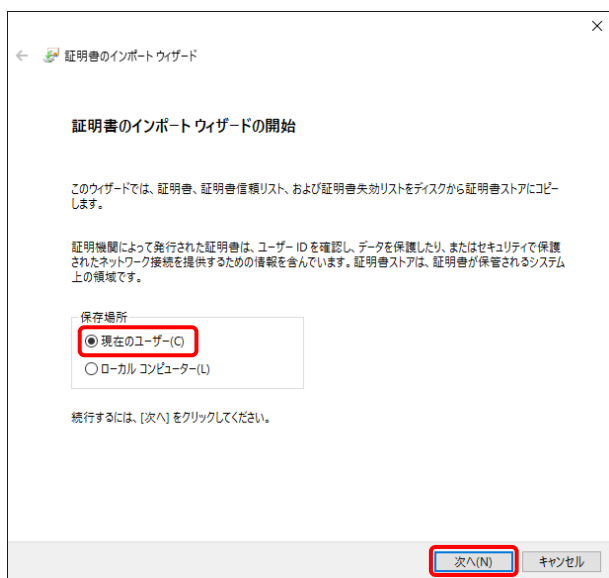 証明書のインポート ウィザード
証明書のインポート ウィザードの開始
このウィザードでは、証明書、証明書信頼リスト、および証明書失効リストをディスクから証明書ストアにコピー
します。
証明機関によって発行された証明書は、ユーザー ID を確認し、データを保護したり、またはセキュリティで保護
されたネットワーク接続を提供するための情報を含んでいます。証明書ストアは、証明書が保管されるシステム
上の領域です。
保存場所
現在のユーザー(C)
ローカル コンピューター(L)
続行するには、[次へ] をクリックしてください。
次へ(N) キャンセル